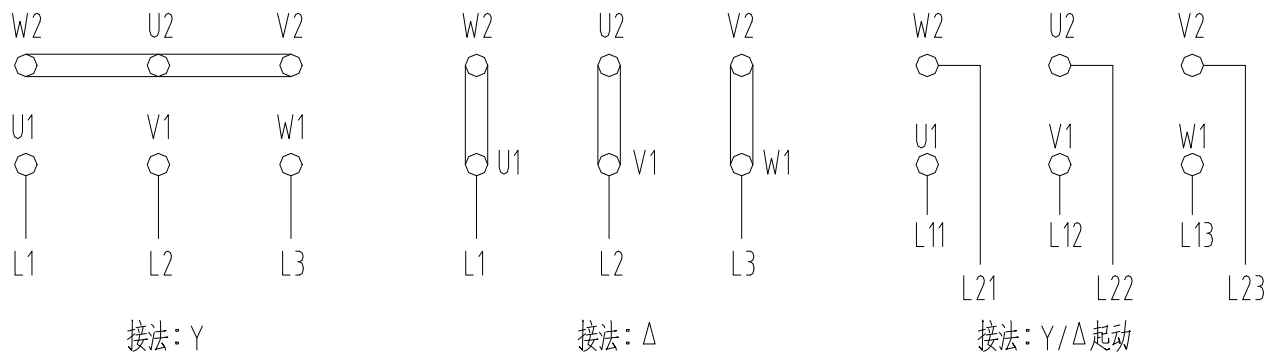 W2 U2 V2
U1 V1 W1
L1 L2 L3
接法：Y
W2 U2 V2
U1 V1 W1
L1 L2 L3
接法：Δ
W2 U2 V2
U1 V1 W1
L11 L12 L13
L21 L22 L23
接法：Y/Δ起动